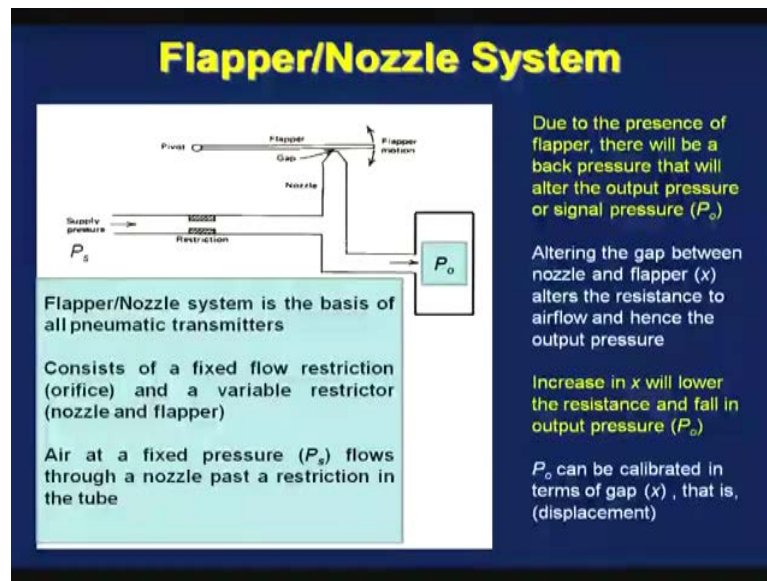 Flapper/Nozzle System
Pivot
Flapper
Flapper
motion
Gap
Nozzle
Supply
pressure
Restriction
Ps
Po
Flapper/Nozzle system is the basis of
all pneumatic transmitters
Consists of a fixed flow restriction
(orifice) and a variable restrictor
(nozzle and flapper)
Air at a fixed pressure (Ps) flows
through a nozzle past a restriction in
the tube
Due to the presence of
flapper, there will be a
back pressure that will
alter the output pressure
or signal pressure (Po)
Altering the gap between
nozzle and flapper (x)
alters the resistance to
airflow and hence the
output pressure
Increase in x will lower
the resistance and fall in
output pressure (Po)
Po can be calibrated in
terms of gap (x) , that is,
(displacement)